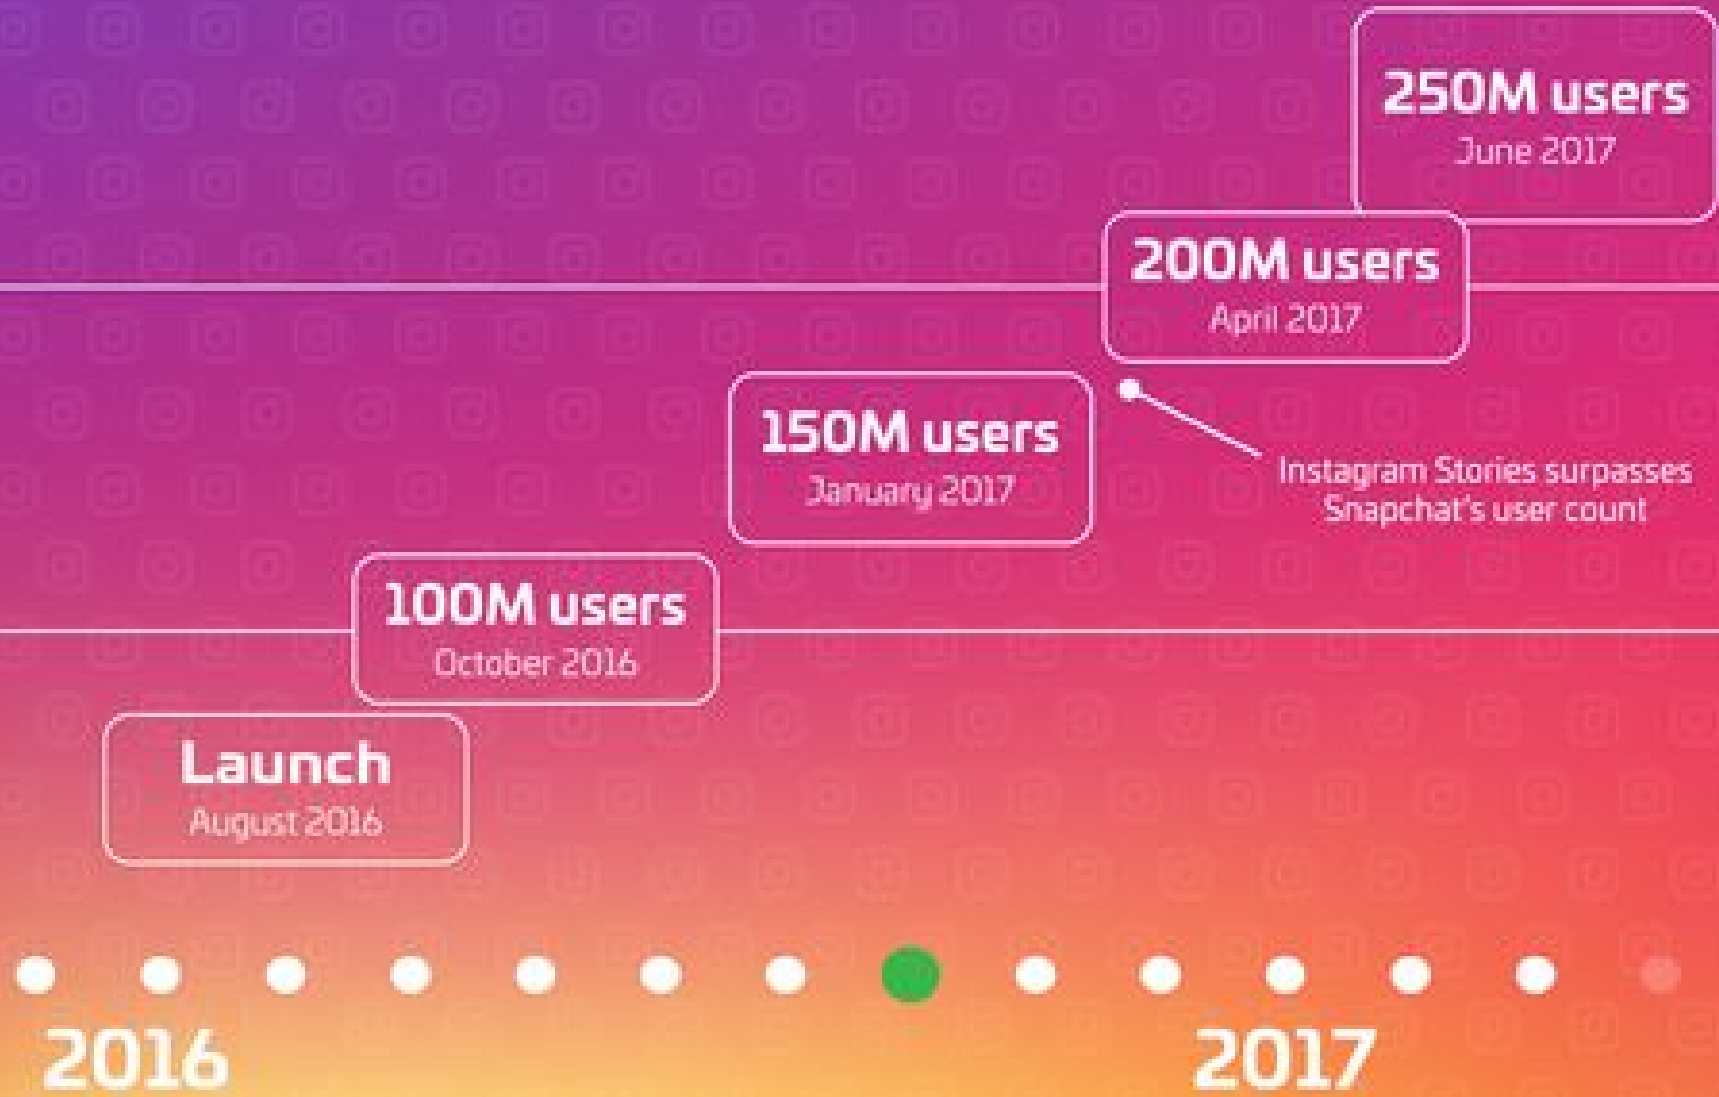 250M users
June 2017
200M users
April 2017
150M users
January 2017
Instagram Stories surpasses
Snapchat's user count
100M users
October 2016
Launch
August 2016
2016
2017